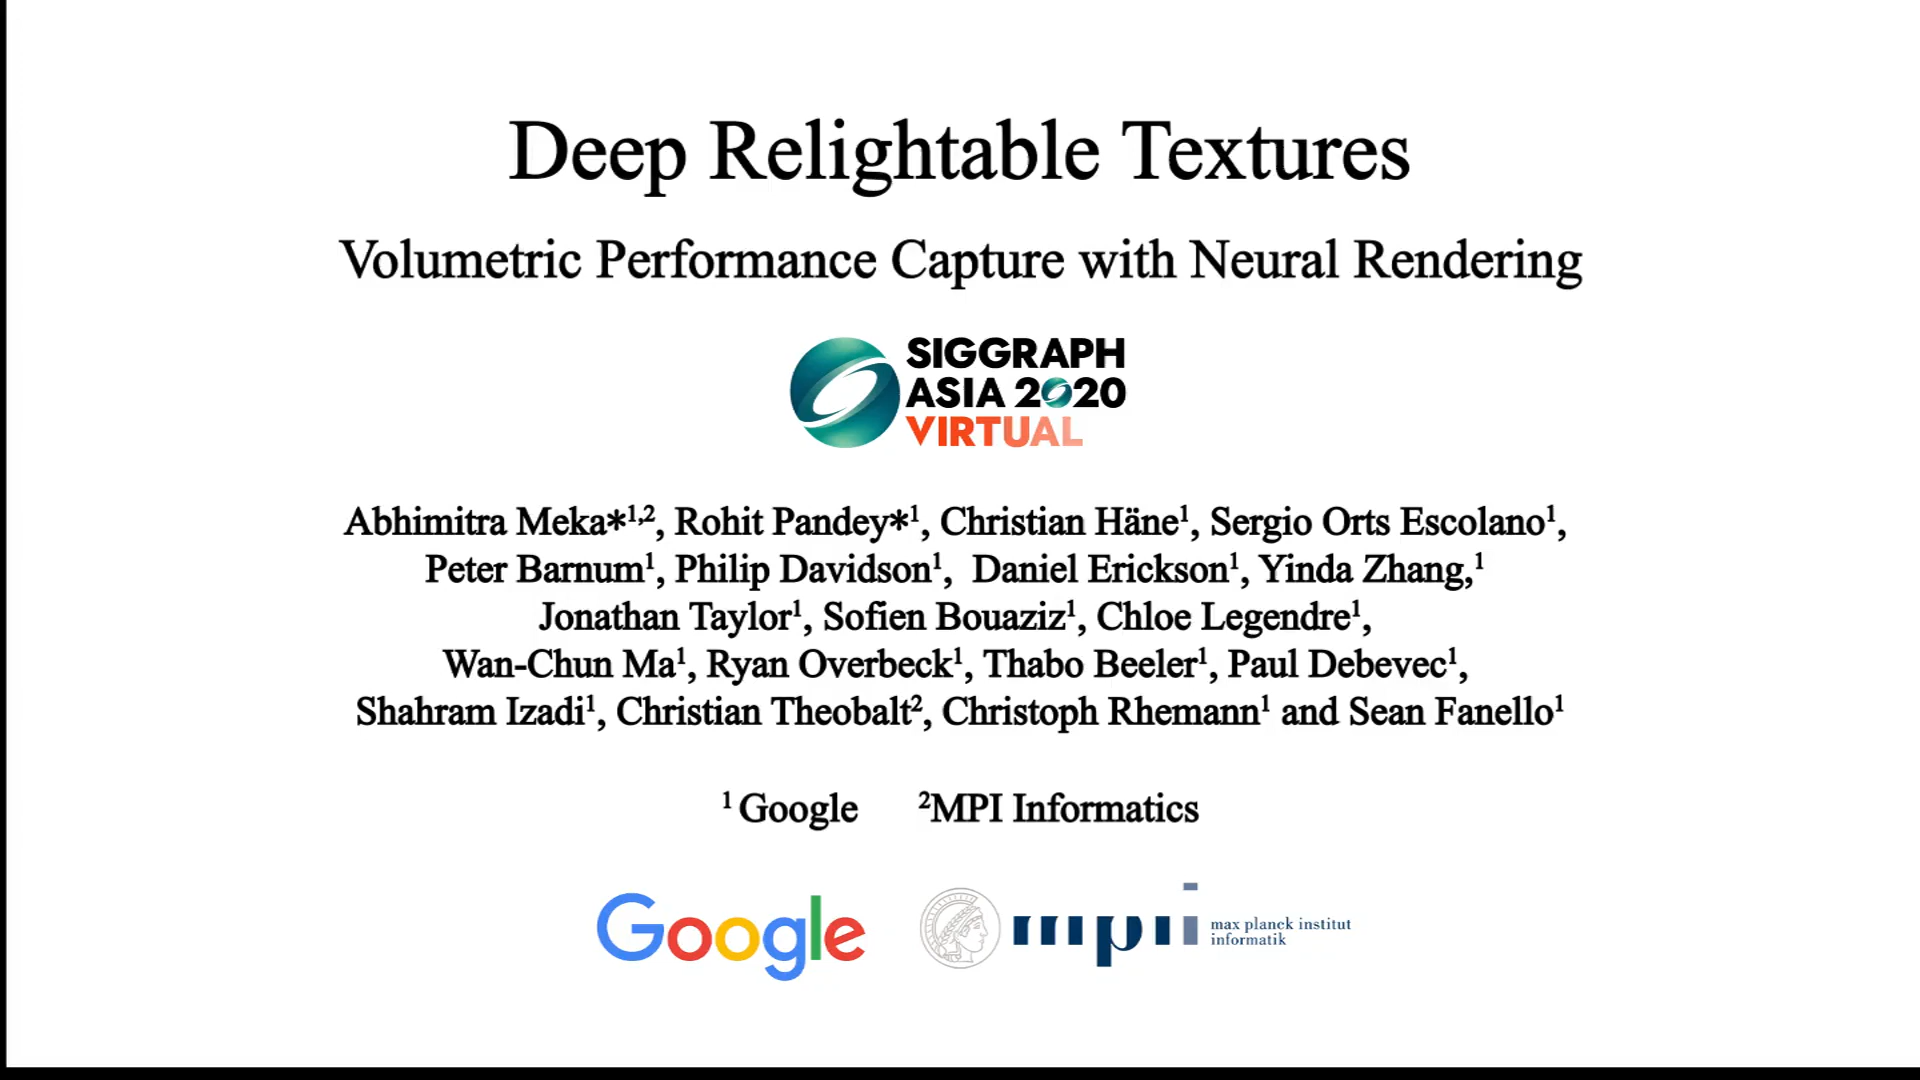 Deep Relightable Textures
Volumetric Performance Capture with Neural Rendering
SIGGRAPH
ASIA 2020
VIRTUAL
Abhimitra Meka*¹,², Rohit Pandey*¹, Christian Häne¹, Sergio Orts Escolano¹,
Peter Barnum¹, Philip Davidson¹, Daniel Erickson¹, Yinda Zhang,¹
Jonathan Taylor¹, Sofien Bouaziz¹, Chloe Legendre¹,
Wan-Chun Ma¹, Ryan Overbeck¹, Thabo Beeler¹, Paul Debevec¹,
Shahram Izadi¹, Christian Theobalt², Christoph Rhemann¹ and Sean Fanello¹
¹ Google ²MPI Informatics
Google mpii max planck institut
informatik